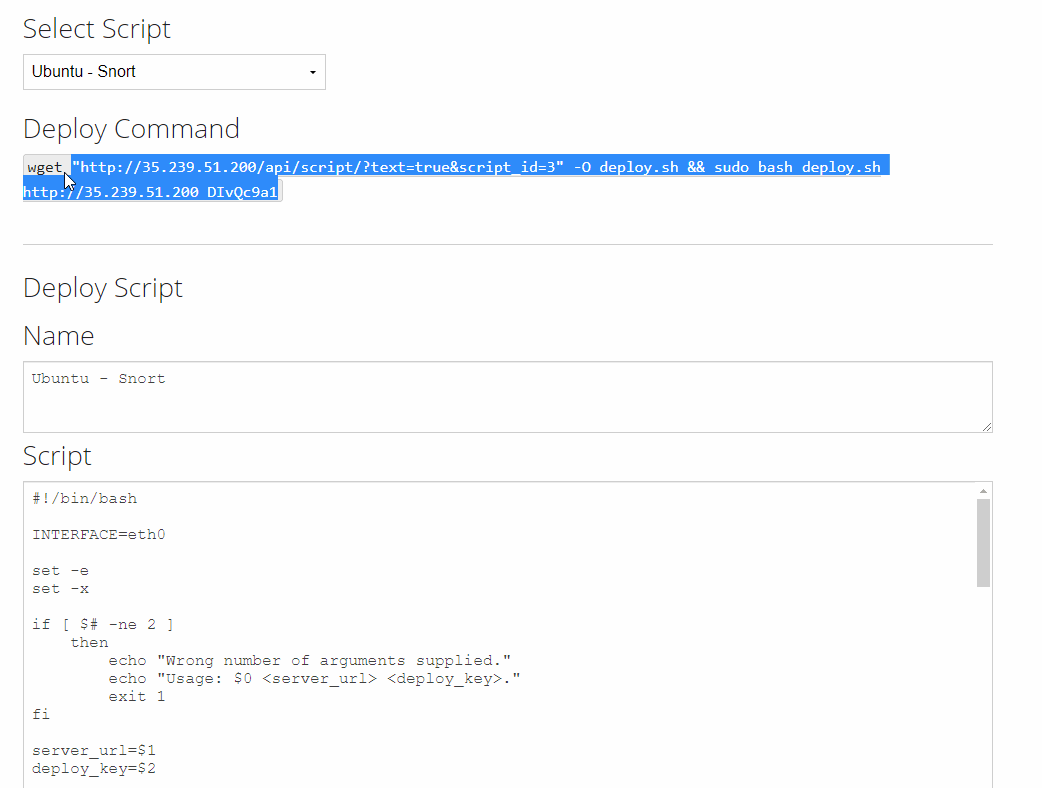 Select Script
Ubuntu - Snort
Deploy Command
wget "http://35.239.51.200/api/script/?text=true&script_id=3" -O deploy.sh && sudo bash deploy.sh
http://35.239.51.200 DIvQc9a1
Deploy Script
Name
Ubuntu - Snort
Script
#!/bin/bash
INTERFACE=eth0
set -e
set -x
if [ $# -ne 2 ]
    then
        echo "Wrong number of arguments supplied."
        echo "Usage: $0 <server_url> <deploy_key>."
        exit 1
fi
server_url=$1
deploy_key=$2